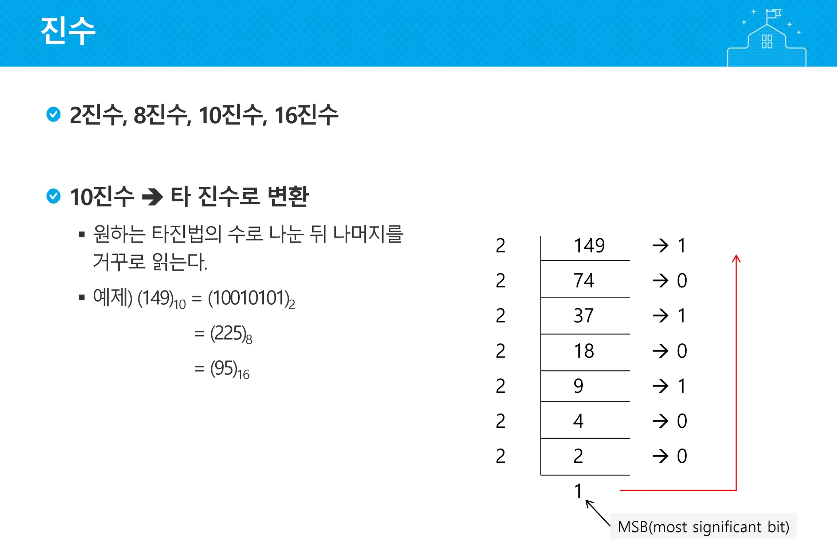 진수
2진수, 8진수, 10진수, 16진수
10진수 → 타 진수로 변환
▪ 원하는 타진법의 수로 나눈 뒤 나머지를
거꾸로 읽는다.
▪ 예제) (149)10 = (10010101)2
= (225)8
= (95)16
2 149 → 1
2 74 → 0
2 37 → 1
2 18 → 0
2 9 → 1
2 4 → 0
2 2 → 0
1
MSB(most significant bit)